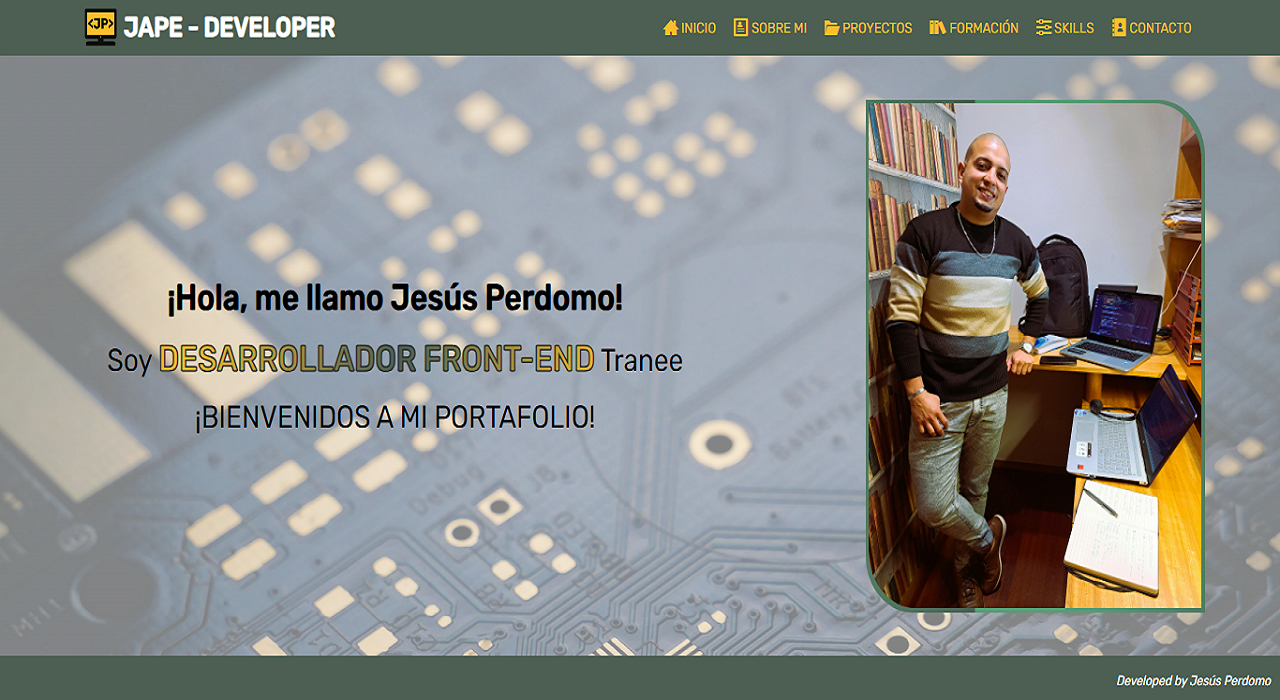 <JP> JAPE - DEVELOPER
INICIO SOBRE MI PROYECTOS FORMACIÓN SKILLS CONTACTO
¡Hola, me llamo Jesús Perdomo!
Soy DESARROLLADOR FRONT-END Tranee
¡BIENVENIDOS A MI PORTAFOLIO!
Developed by Jesús Perdomo